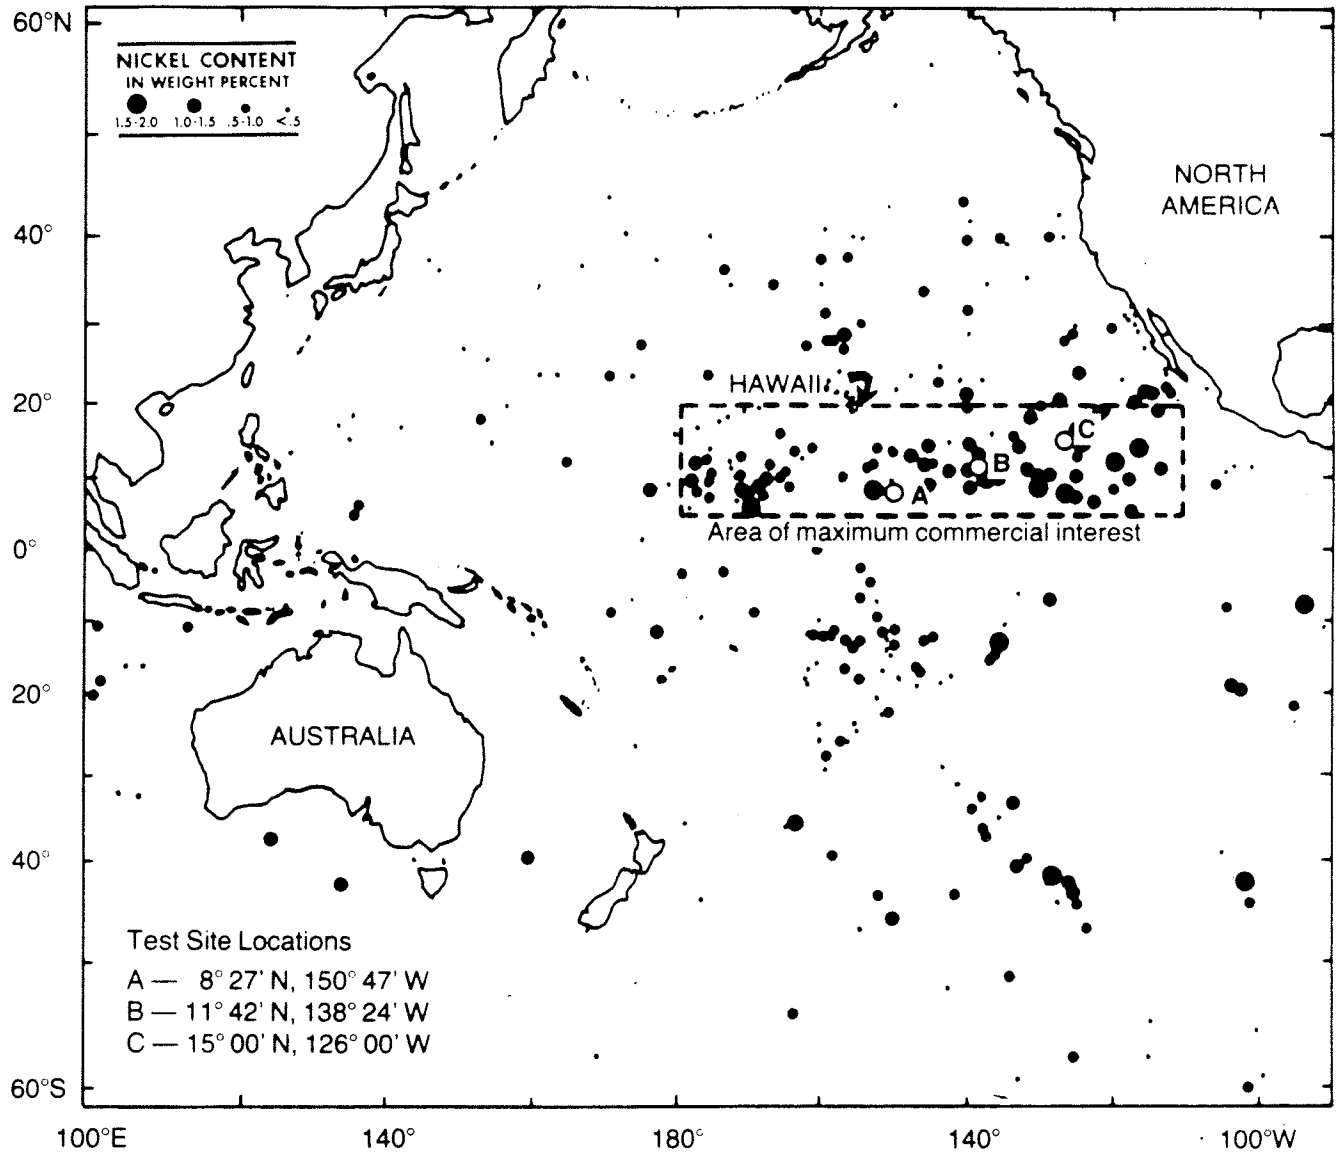 60°N
NICKEL CONTENT
IN WEIGHT PERCENT
1.5-2.0 1.0-1.5 .5-1.0 <.5
NORTH
AMERICA
40°
HAWAII
20°
C
B
A
Area of maximum commercial interest
0°
20°
AUSTRALIA
40°
Test Site Locations
A — 8° 27' N, 150° 47' W
B — 11° 42' N, 138° 24' W
C — 15° 00' N, 126° 00' W
60°S
100°E 140° 180° 140° 100°W